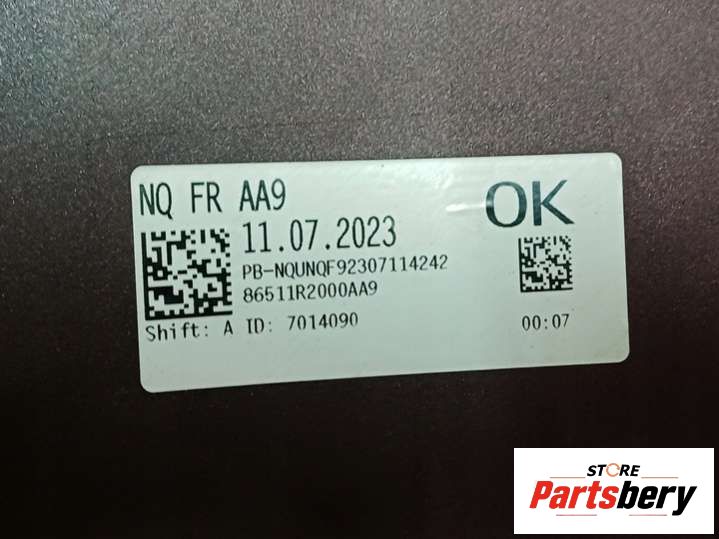 NQ FR AA9
OK
11.07.2023
PB-NQUNQF92307114242
86511R2000AA9
Shift: A ID: 7014090
00:07
STORE
Partsbery